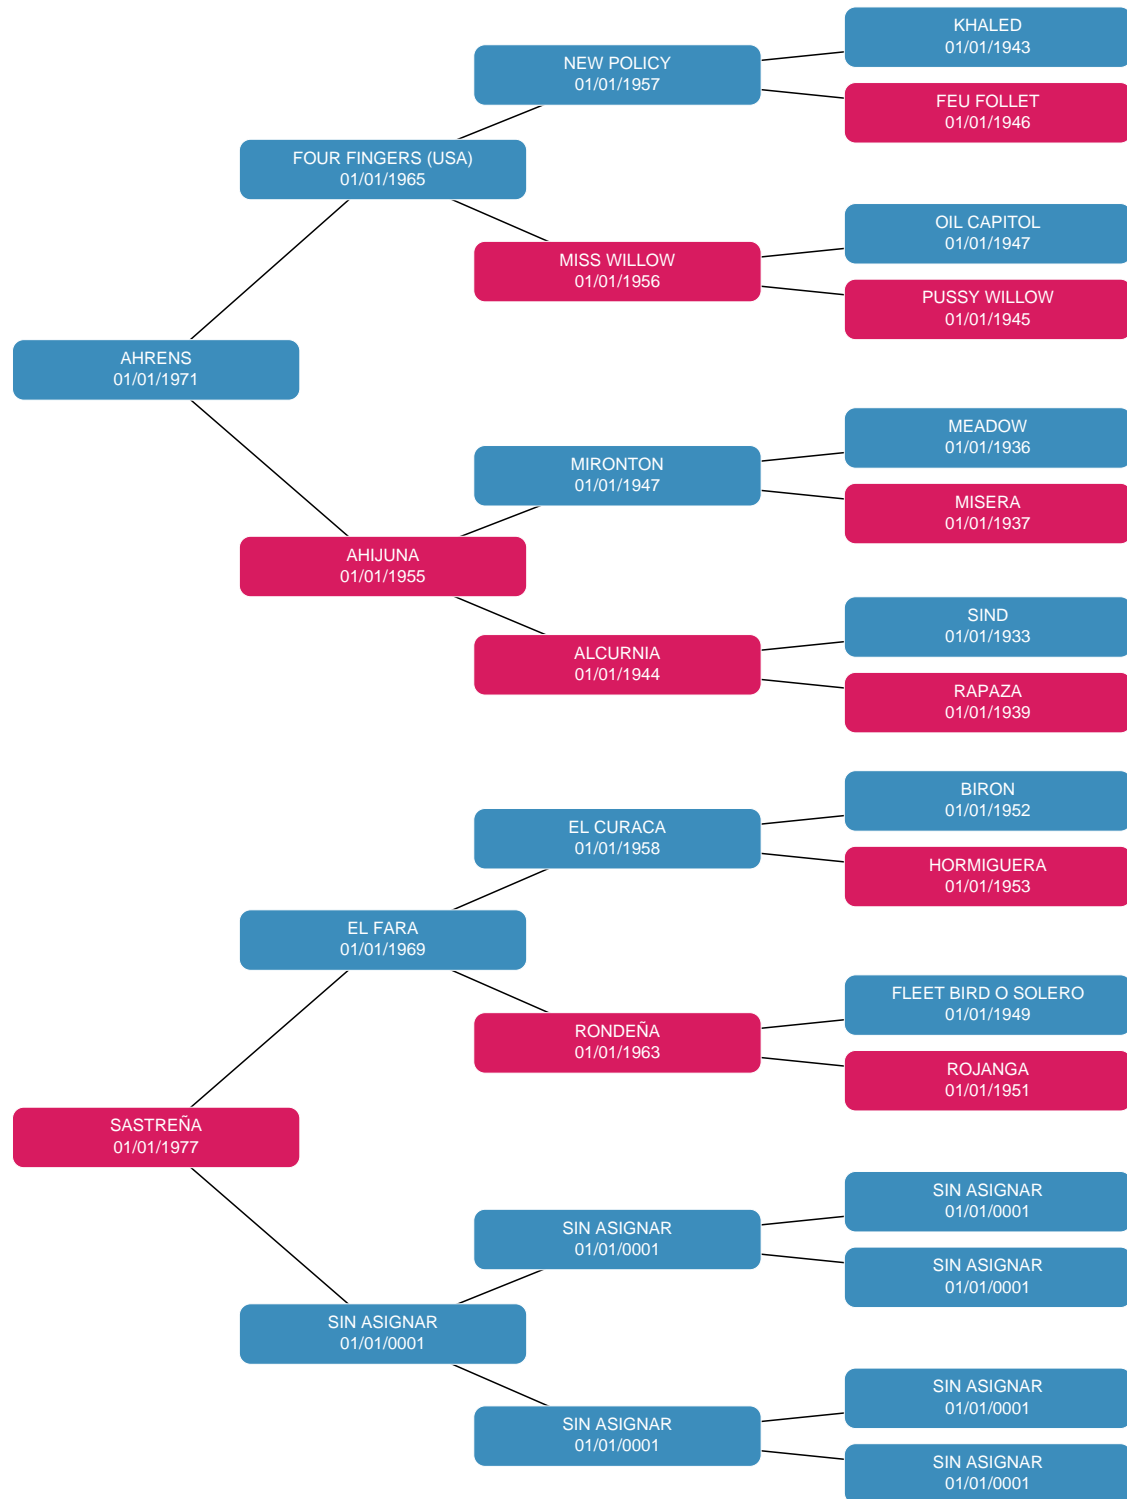 KHALED
01/01/1943
NEW POLICY
01/01/1957
FEU FOLLET
01/01/1946
FOUR FINGERS (USA)
01/01/1965
OIL CAPITOL
01/01/1947
MISS WILLOW
01/01/1956
PUSSY WILLOW
01/01/1945
AHRENS
01/01/1971
MEADOW
01/01/1936
MIRONTON
01/01/1947
MISERA
01/01/1937
AHIJUNA
01/01/1955
SIND
01/01/1933
ALCURNIA
01/01/1944
RAPAZA
01/01/1939
BIRON
01/01/1952
EL CURACA
01/01/1958
HORMIGUERA
01/01/1953
EL FARA
01/01/1969
FLEET BIRD O SOLERO
01/01/1949
RONDEÑA
01/01/1963
ROJANGA
01/01/1951
SASTREÑA
01/01/1977
SIN ASIGNAR
01/01/0001
SIN ASIGNAR
01/01/0001
SIN ASIGNAR
01/01/0001
SIN ASIGNAR
01/01/0001
SIN ASIGNAR
01/01/0001
SIN ASIGNAR
01/01/0001
SIN ASIGNAR
01/01/0001